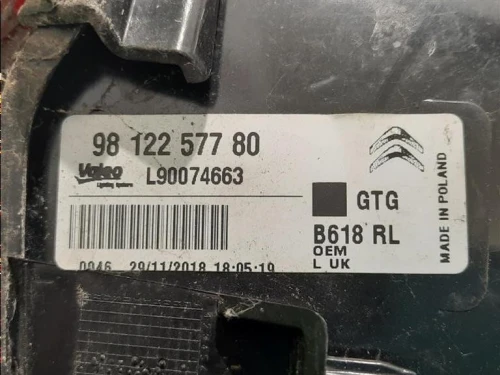 98 122 577 80
Valeo
Lighting Systems
L90074663
GTG
B618 RL
OEM
L UK
0046 29/11/2018 18:05:19
MADE IN POLAND